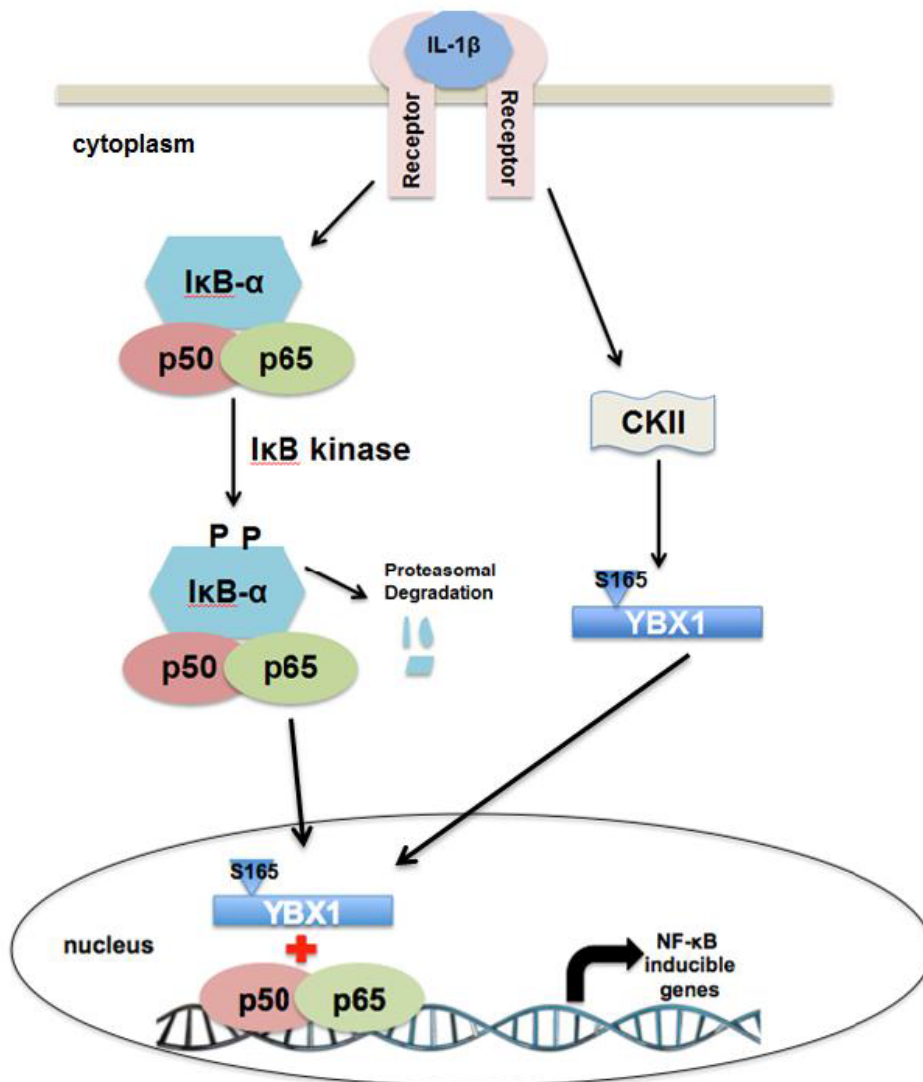 IL-1β
Receptor
Receptor
cytoplasm
IκB-α
p50
p65
IκB kinase
CKII
P P
IκB-α
p50
p65
Proteasomal
Degradation
S165
YBX1
S165
YBX1
nucleus
p50
p65
NF-κB
inducible
genes